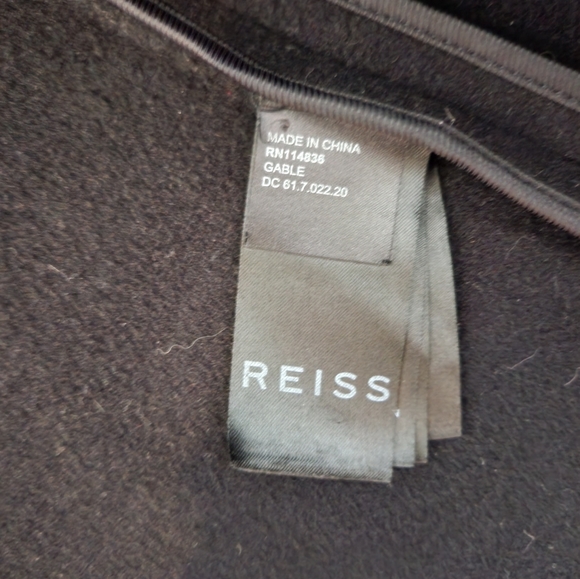 MADE IN CHINA
RN114836
GABLE
DC 61.7.022.20
REISS